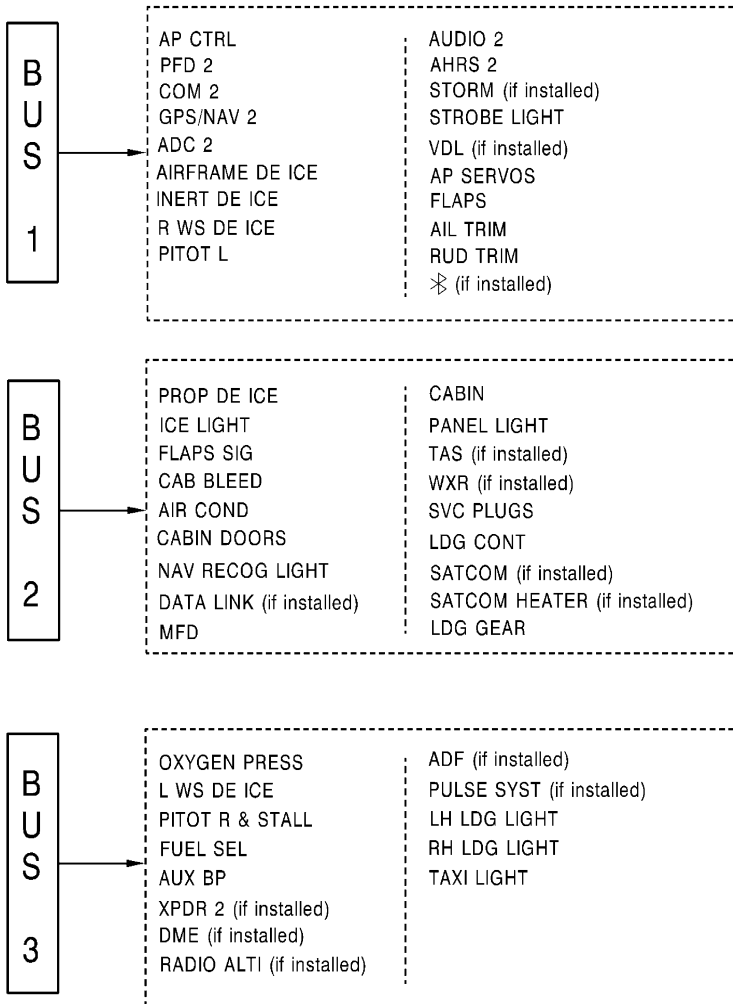 BUS 1
AP CTRL
PFD 2
COM 2
GPS/NAV 2
ADC 2
AIRFRAME DE ICE
INERT DE ICE
R WS DE ICE
PITOT L
AUDIO 2
AHRS 2
STORM (if installed)
STROBE LIGHT
VDL (if installed)
AP SERVOS
FLAPS
AIL TRIM
RUD TRIM
(if installed)
BUS 2
PROP DE ICE
ICE LIGHT
FLAPS SIG
CAB BLEED
AIR COND
CABIN DOORS
NAV RECOG LIGHT
DATA LINK (if installed)
MFD
CABIN
PANEL LIGHT
TAS (if installed)
WXR (if installed)
SVC PLUGS
LDG CONT
SATCOM (if installed)
SATCOM HEATER (if installed)
LDG GEAR
BUS 3
OXYGEN PRESS
L WS DE ICE
PITOT R & STALL
FUEL SEL
AUX BP
XPDR 2 (if installed)
DME (if installed)
RADIO ALTI (if installed)
ADF (if installed)
PULSE SYST (if installed)
LH LDG LIGHT
RH LDG LIGHT
TAXI LIGHT